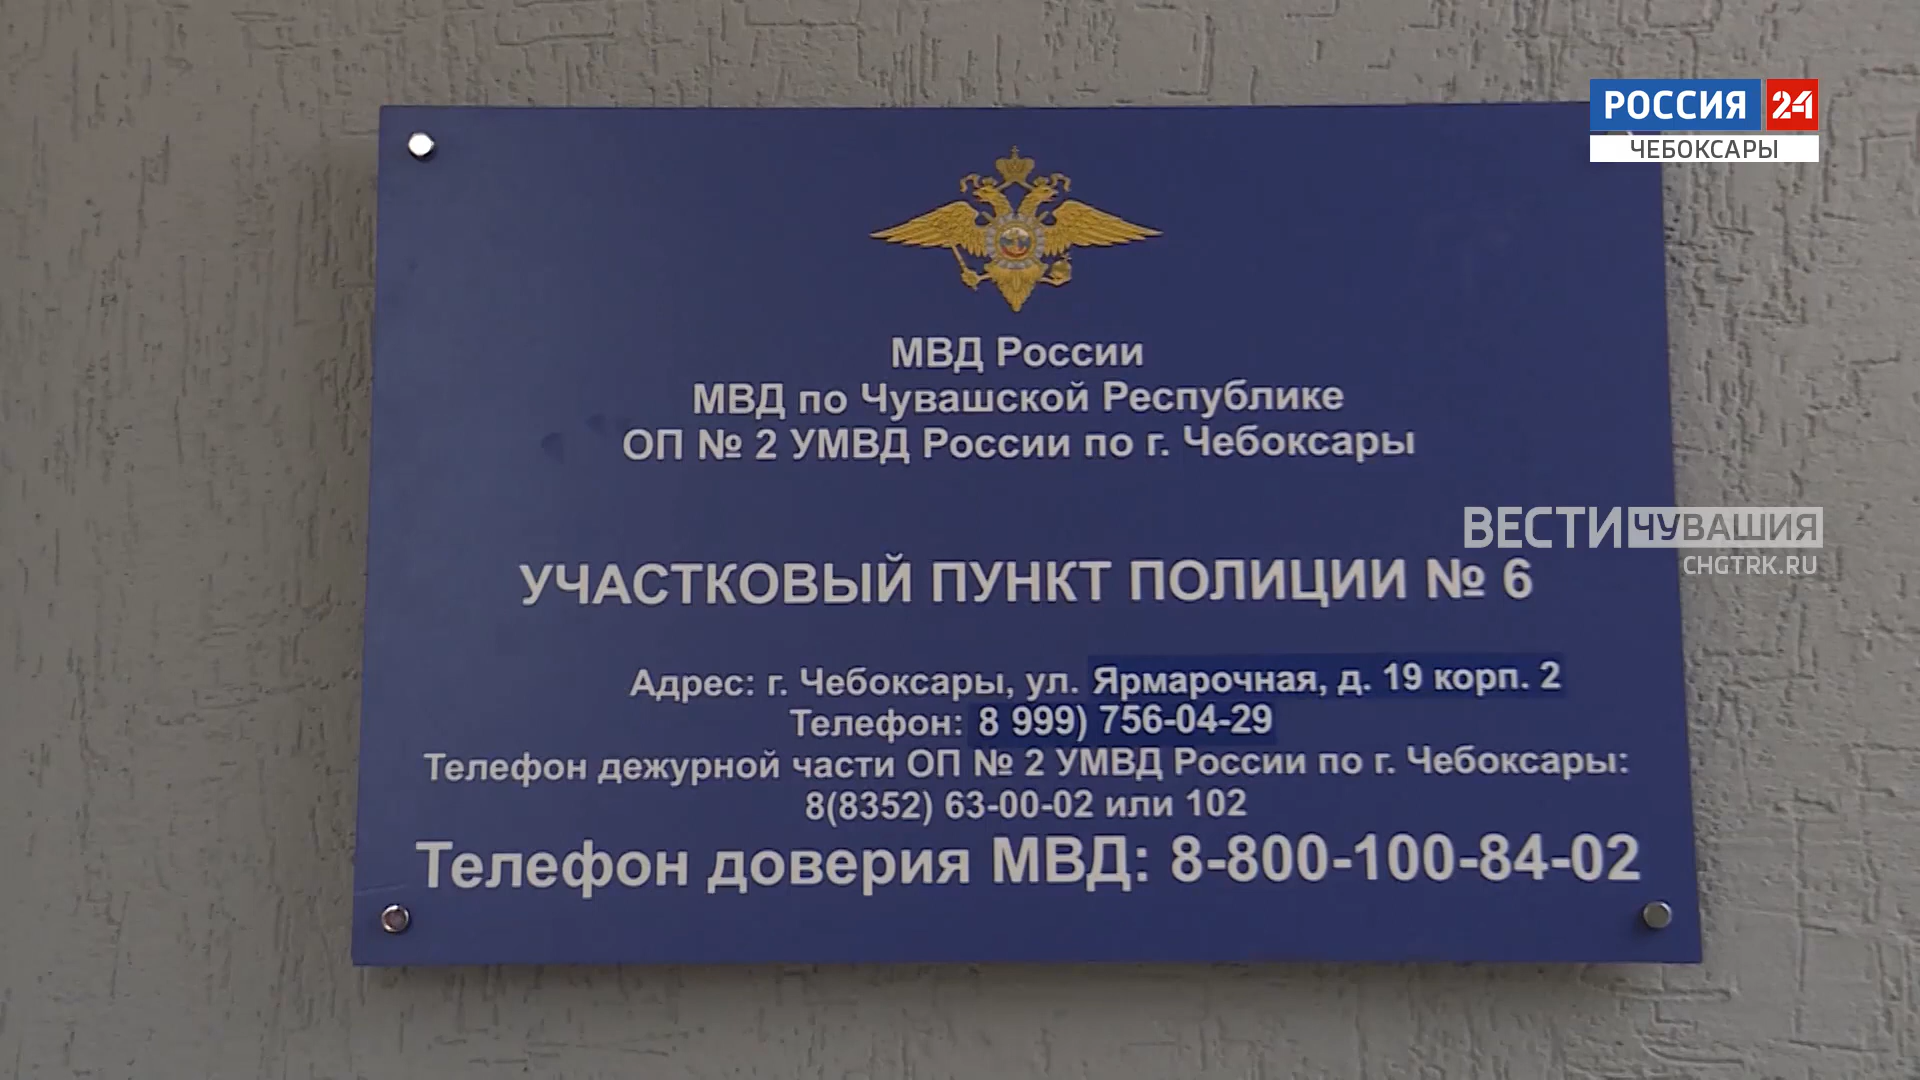 РОССИЯ 24
ЧЕБОКСАРЫ
МВД России
МВД по Чувашской Республике
ОП № 2 УМВД России по г. Чебоксары
ВЕСТИ ЧУВАШИЯ
CHGTRK.RU
УЧАСТКОВЫЙ ПУНКТ ПОЛИЦИИ № 6
Адрес: г. Чебоксары, ул. Ярмарочная, д. 19 корп. 2
Телефон: 8 999) 756-04-29
Телефон дежурной части ОП № 2 УМВД России по г. Чебоксары:
8(8352) 63-00-02 или 102
Телефон доверия МВД: 8-800-100-84-02